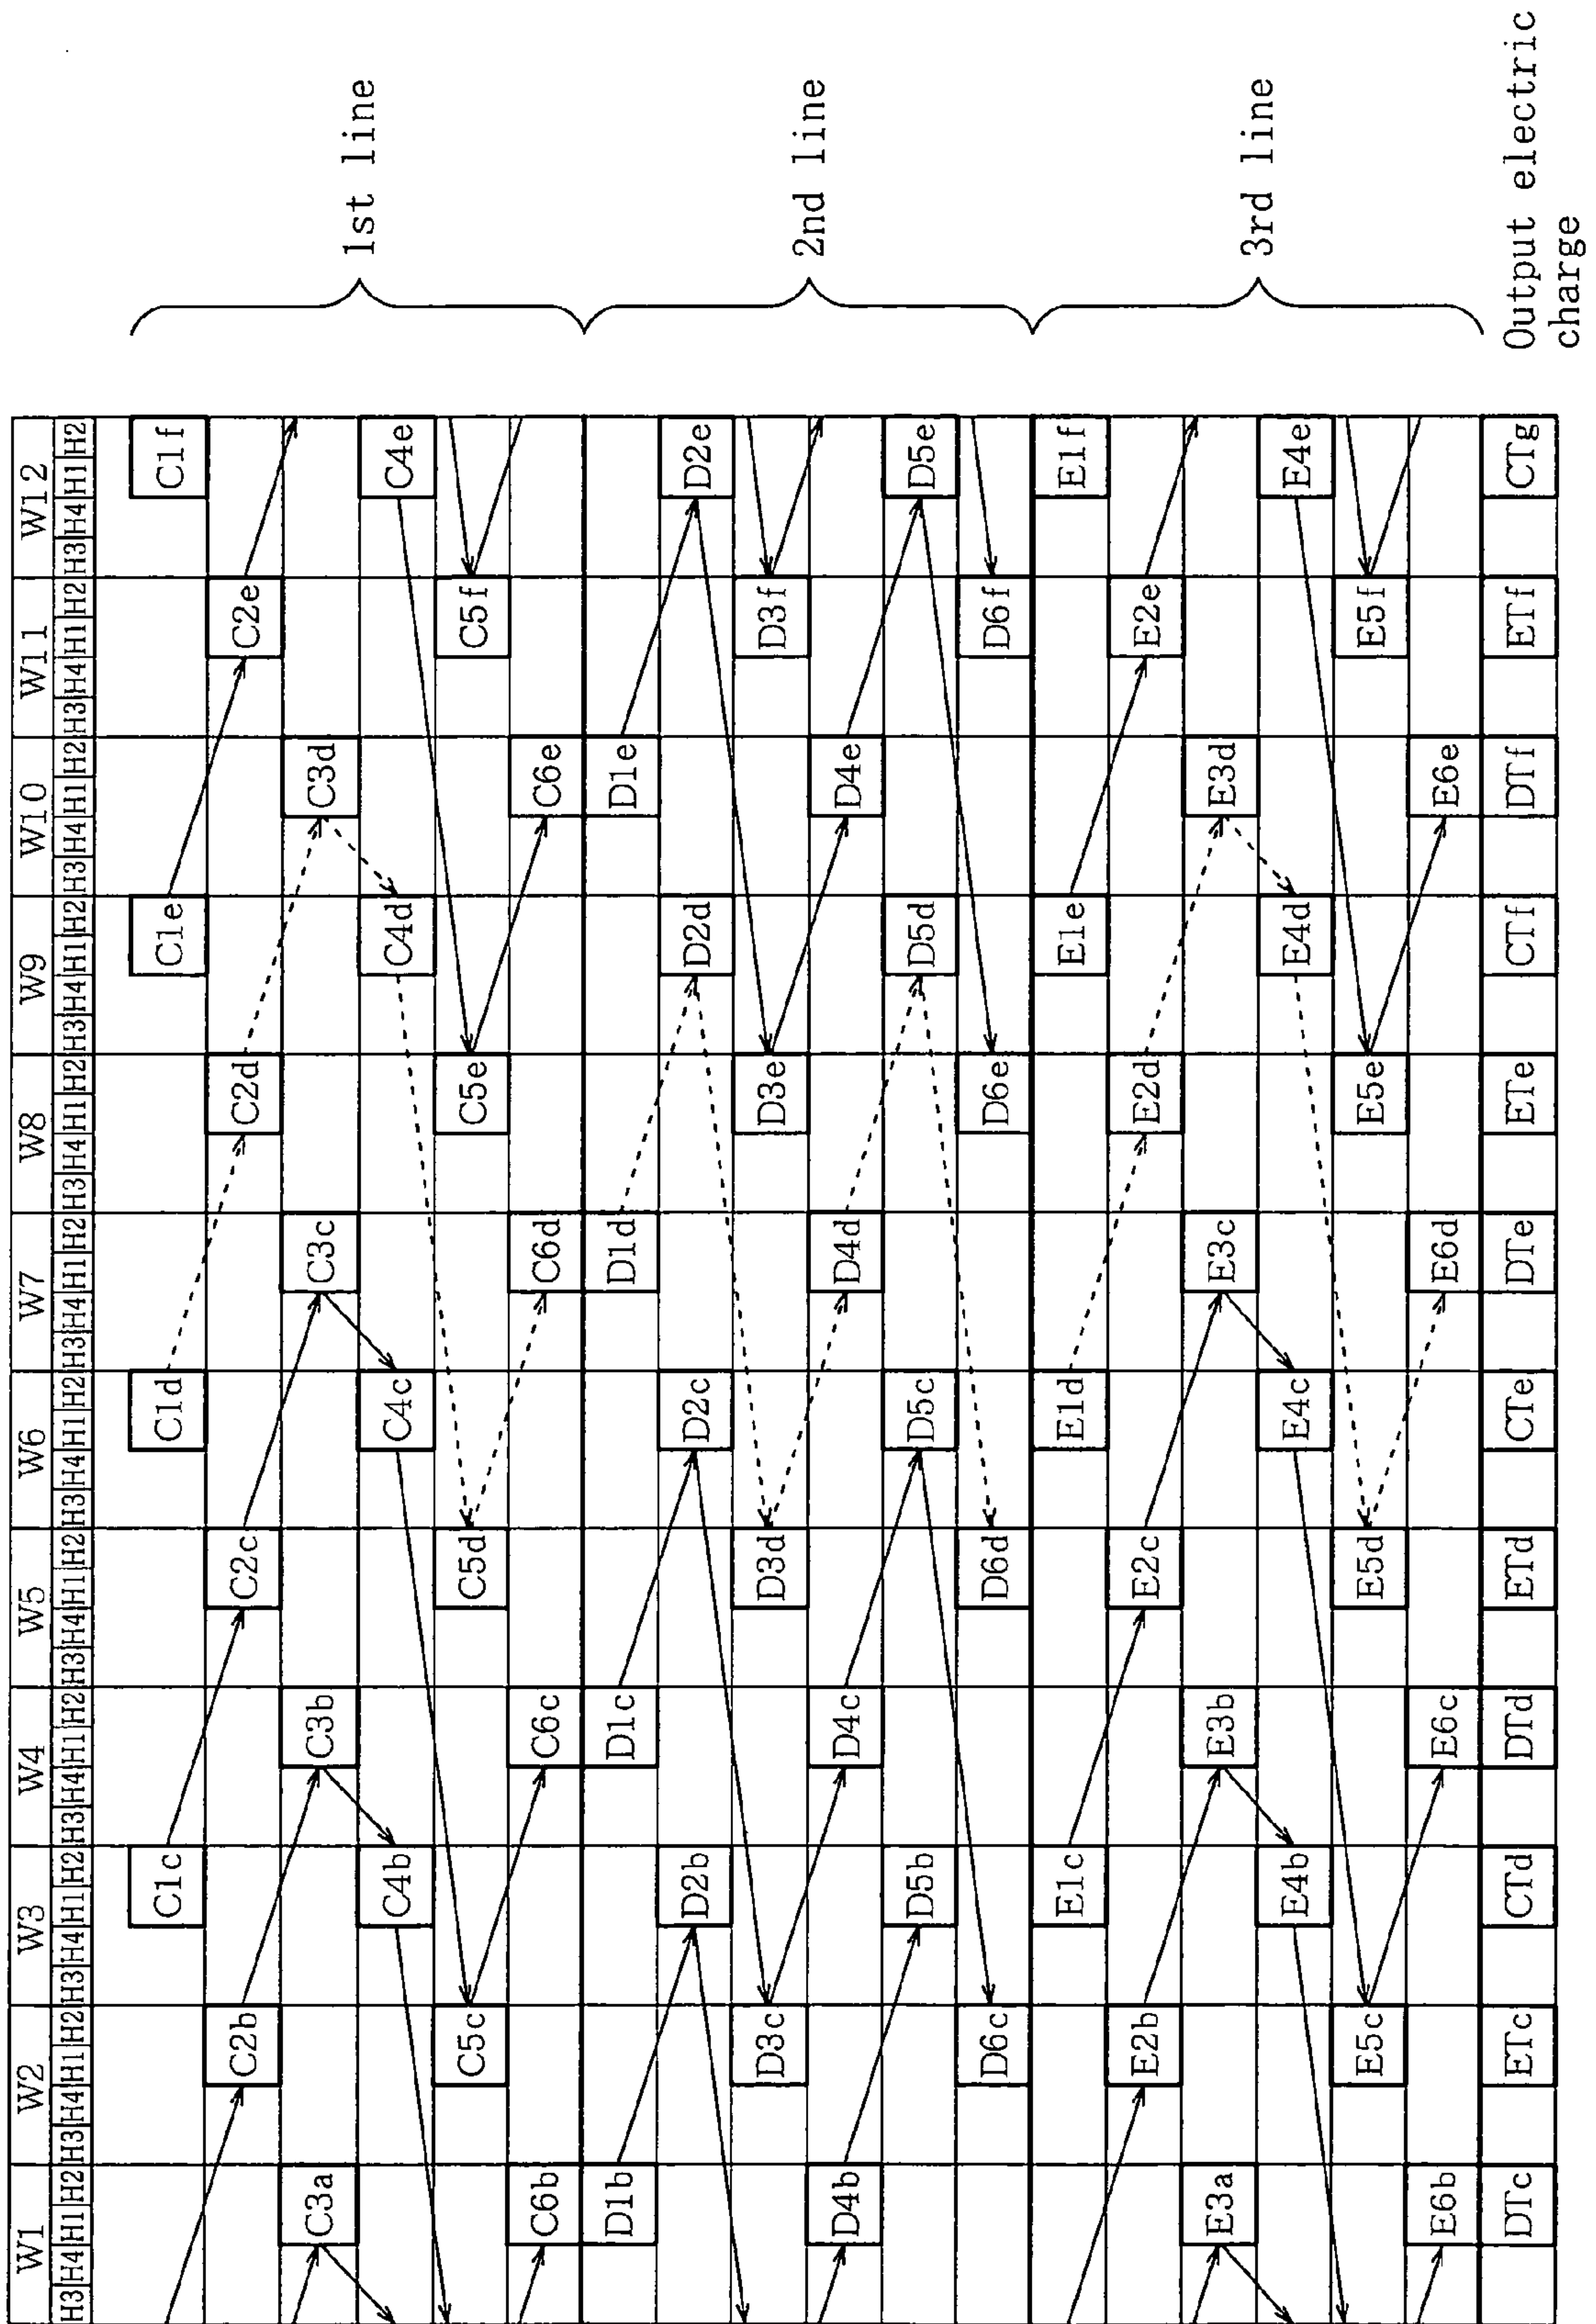 W1 W2 W3 W4 W5 W6 W7 W8 W9 W10 W11 W12
H3 H4 H1 H2 H3 H4 H1 H2 H3 H4 H1 H2 H3 H4 H1 H2 H3 H4 H1 H2 H3 H4 H1 H2 H3 H4 H1 H2 H3 H4 H1 H2 H3 H4 H1 H2 H3 H4 H1 H2 H3 H4 H1 H2 H3 H4 H1 H2
C1c C1d C1e C1f
C2b C2c C2d C2e
C3a C3b C3c C3d
1st line
C4b C4c C4d C4e
C5c C5d C5e C5f
C6b C6c C6d C6e
D1b D1c D1d D1e
D2b D2c D2d D2e
D3c D3d D3e D3f
2nd line
D4b D4c D4d D4e
D5b D5c D5d D5e
D6c D6d D6e D6f
E1c E1d E1e E1f
E2b E2c E2d E2e
E3a E3b E3c E3d
3rd line
E4b E4c E4d E4e
E5c E5d E5e E5f
E6b E6c E6d E6e
DTc ETc CTd DTd ETd CTe DTe ETe CTf DTf ETf CTg
Output electric
charge